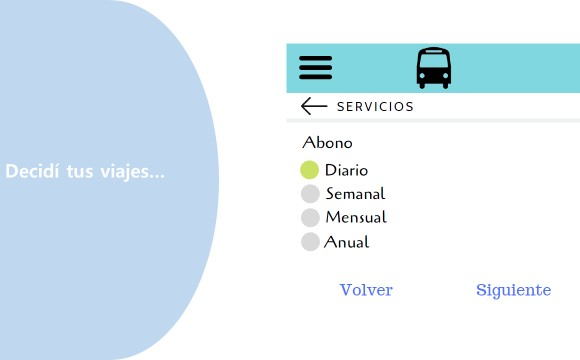 Decidí tus viajes...
SERVICIOS
Abono
Diario
Semanal
Mensual
Anual
Volver Siguiente